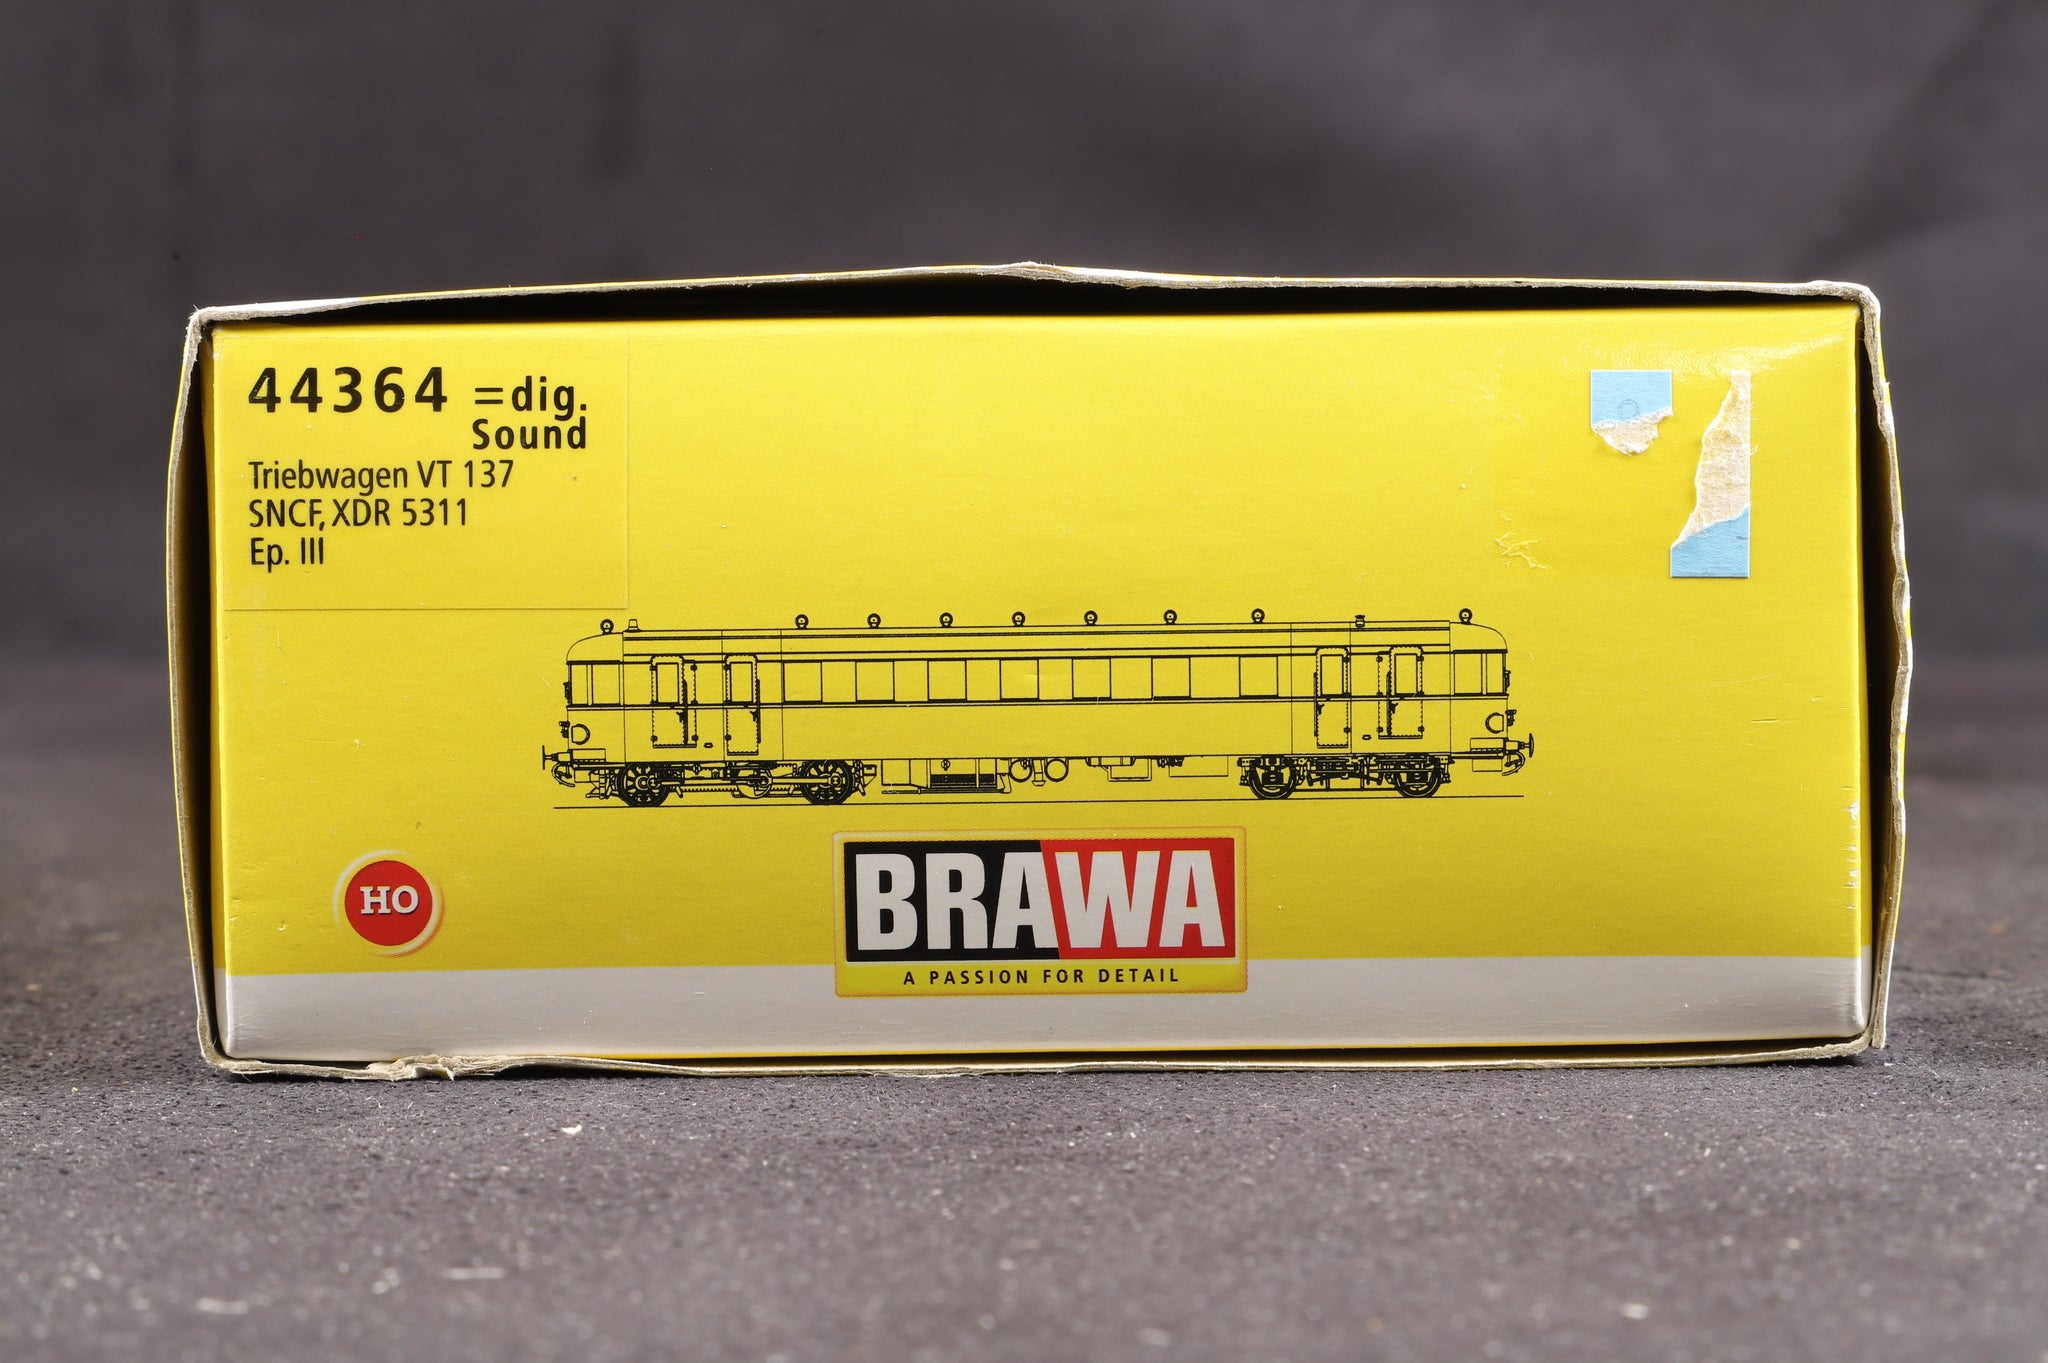 44364 =dig.
Sound
Triebwagen VT 137
SNCF, XDR 5311
Ep. III
HO
BRAWA
A PASSION FOR DETAIL